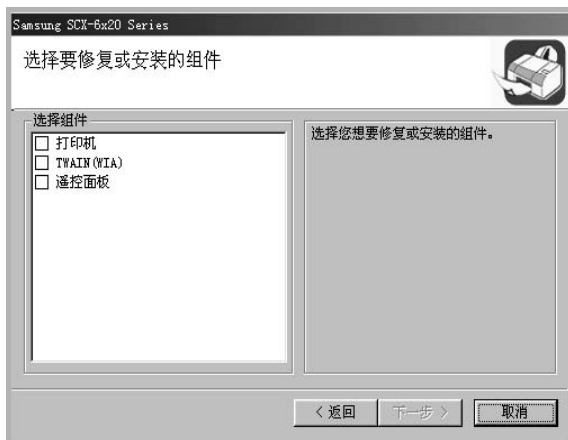 Samsung SCX-6x20 Series
选择要修复或安装的组件
选择组件
打印机
TWAIN(WIA)
遥控面板
选择您想要修复或安装的组件。
< 返回
下一步 >
取消